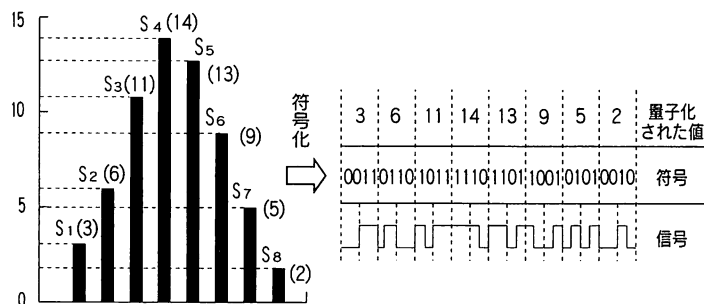 15
10
5
0
S1(3)
S2(6)
S3(11)
S4(14)
S5
(13)
S6
(9)
S7
(5)
S8
(2)
符号化
3 6 11 14 13 9 5 2
量子化
された値
0011 0110 1011 1110 1101 1001 0101 0010
符号
信号